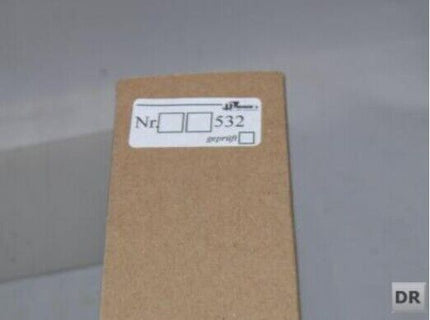 Nr. 532
geprüft
DR